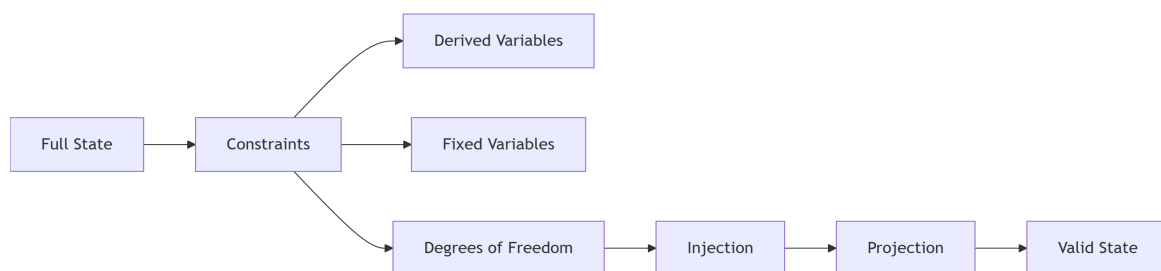 Derived Variables
Full State
Constraints
Fixed Variables
Degrees of Freedom
Injection
Projection
Valid State